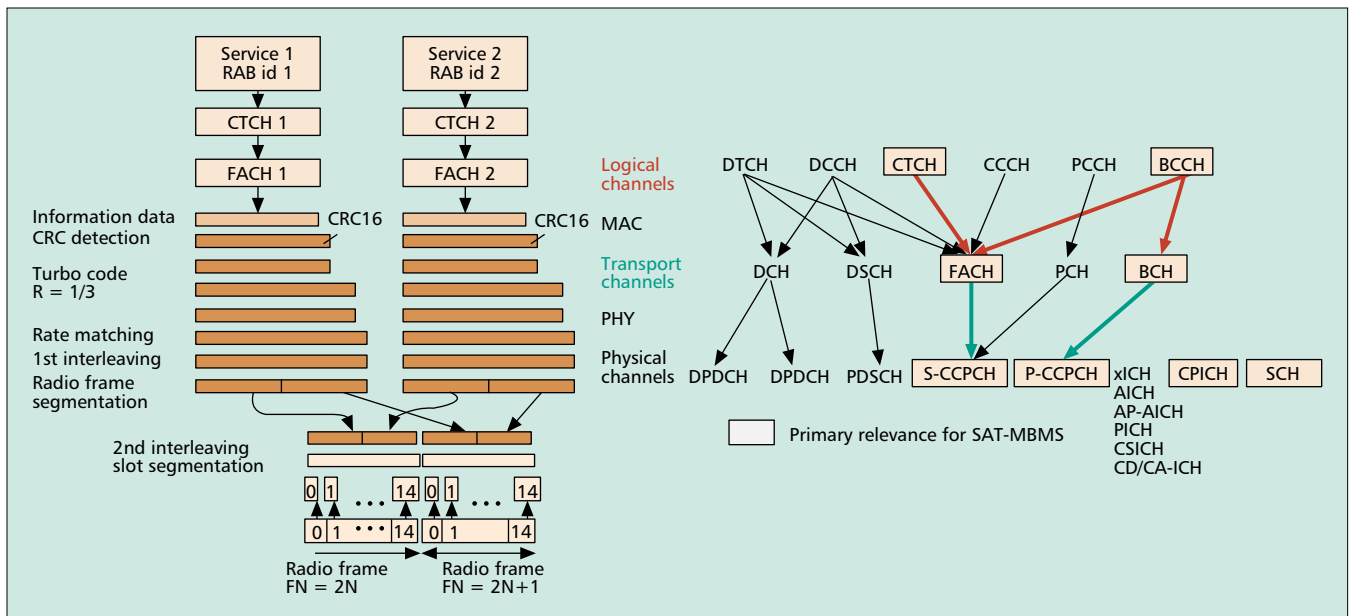 Service 1
RAB id 1
Service 2
RAB id 2
CTCH 1
CTCH 2
FACH 1
FACH 2
Information data
CRC detection
CRC16
CRC16
Turbo code
R = 1/3
Rate matching
1st interleaving
Radio frame
segmentation
2nd interleaving
slot segmentation
0 1 • • • 14 0 1 • • • 14
0 1 • • • 14 0 1 14
Radio frame
FN = 2N
Radio frame
FN = 2N+1
Logical
channels
MAC
Transport
channels
PHY
Physical
channels
DTCH DCCH CTCH CCCH PCCH BCCH
DCH DSCH FACH PCH BCH
DPDCH DPDCH PDSCH S-CCPCH P-CCPCH xICH CPICH SCH
AICH
AP-AICH
PICH
CSICH
CD/CA-ICH
Primary relevance for SAT-MBMS